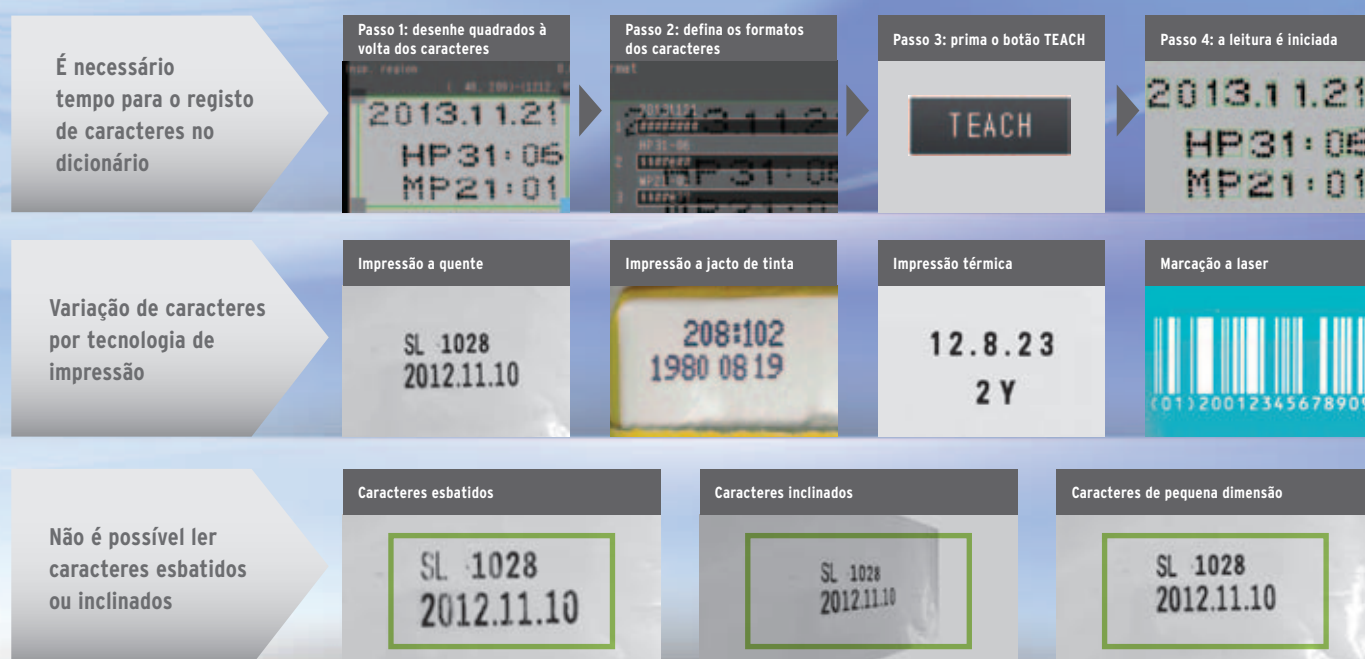 É necessário
tempo para o registo
de caracteres no
dicionário
Passo 1: desenhe quadrados à
volta dos caracteres
2013.11.21
HP31:06
MP21:01
Passo 2: defina os formatos
dos caracteres
Passo 3: prima o botão TEACH
TEACH
Passo 4: a leitura é iniciada
2013.11.21
HP31:06
MP21:01
Variação de caracteres
por tecnologia de
impressão
Impressão a quente
SL 1028
2012.11.10
Impressão a jacto de tinta
208:102
1980 08 19
Impressão térmica
12.8.23
2 Y
Marcação a laser
(01)2001234567890
Não é possível ler
caracteres esbatidos
ou inclinados
Caracteres esbatidos
SL 1028
2012.11.10
Caracteres inclinados
SL 1028
2012.11.10
Caracteres de pequena dimensão
SL 1028
2012.11.10